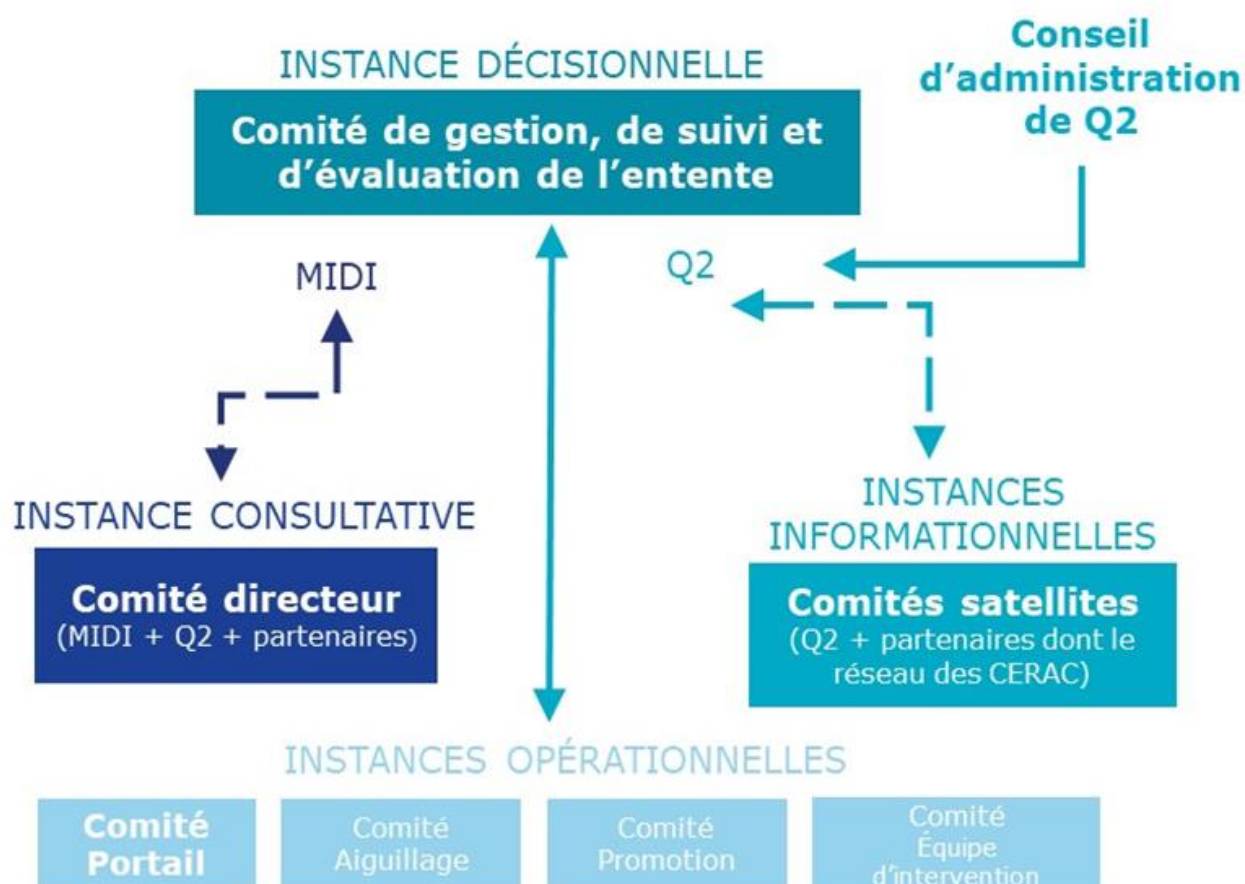 INSTANCE DÉCISIONNELLE
Comité de gestion, de suivi et
d’évaluation de l’entente
Conseil
d’administration
de Q2
MIDI
Q2
INSTANCE CONSULTATIVE
Comité directeur
(MIDI + Q2 + partenaires)
INSTANCES
INFORMATIONNELLES
Comités satellites
(Q2 + partenaires dont le
réseau des CERAC)
INSTANCES OPÉRATIONNELLES
Comité
Portail
Comité
Aiguillage
Comité
Promotion
Comité
Équipe
d’intervention